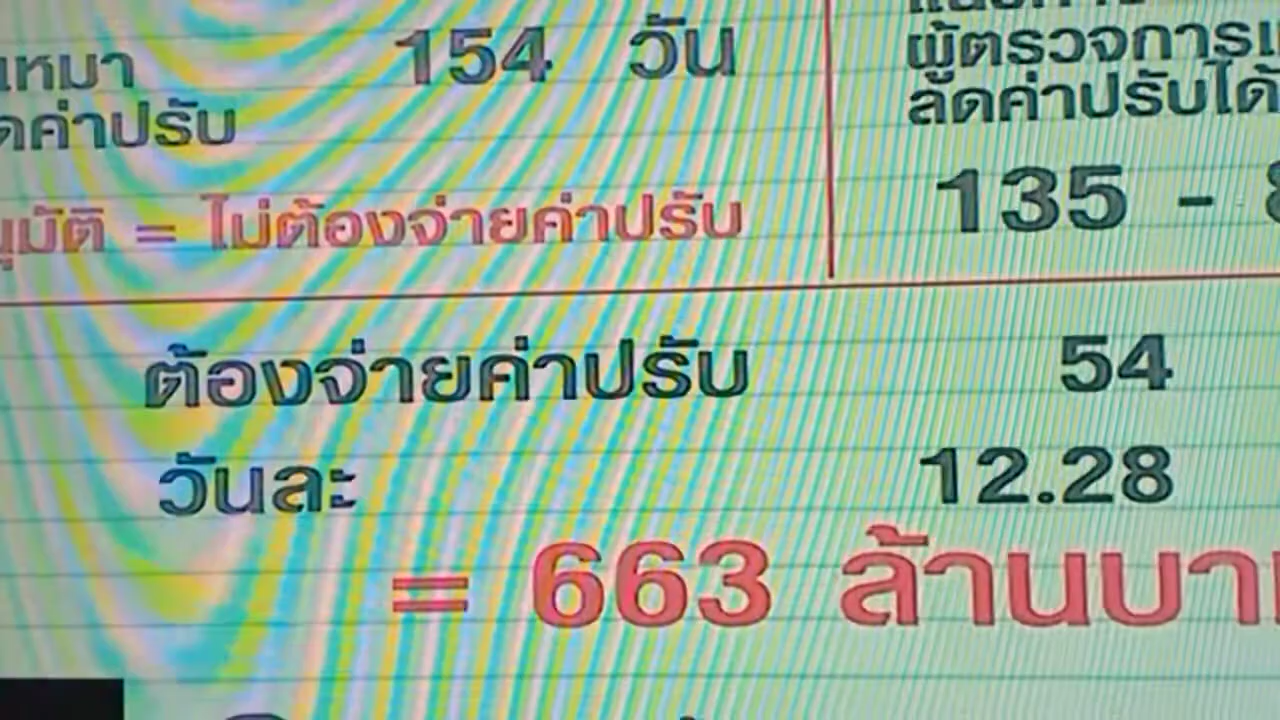 154 วัน
ค่าปรับ
= ไม่ต้องจ่ายค่าปรับ
ผู้ตรวจการ
ลดค่าปรับได้
135 -
ต้องจ่ายค่าปรับ 54
วันละ 12.28
= 663 ล้านบา